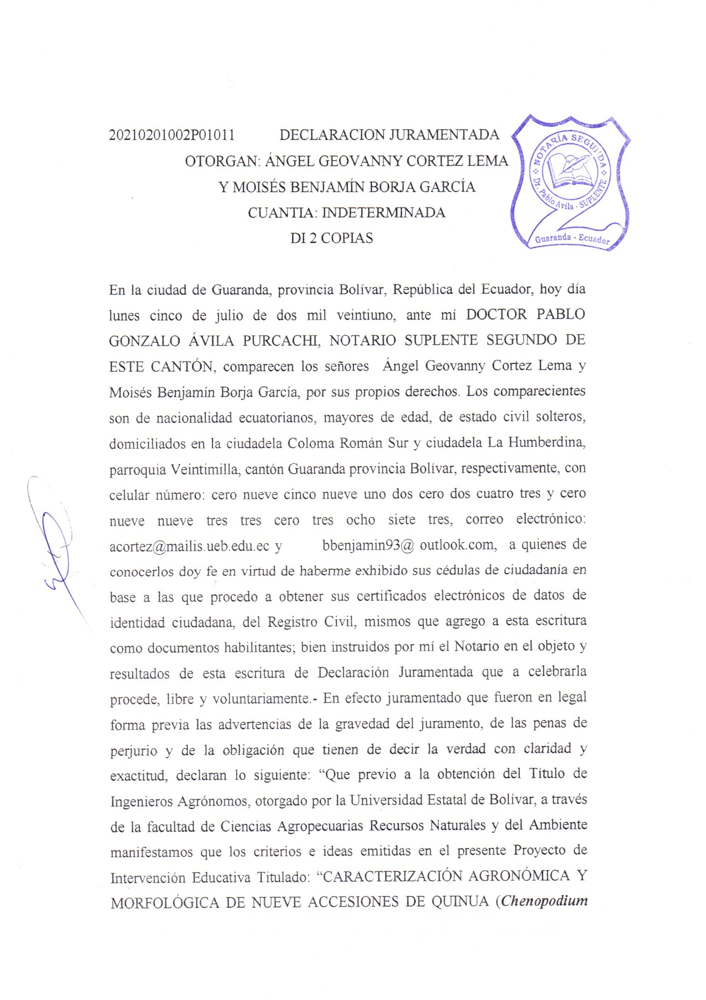 20210201002P01011 DECLARACION JURAMENTADA
OTORGAN: ÁNGEL GEOVANNY CORTEZ LEMA
Y MOISÉS BENJAMÍN BORJA GARCÍA
CUANTIA: INDETERMINADA
DI 2 COPIAS
NOTARÍA SEGUNDA
Dr. Pablo Avila - SUPLENTE
Guaranda - Ecuador
En la ciudad de Guaranda, provincia Bolívar, República del Ecuador, hoy día
lunes cinco de julio de dos mil veintiuno, ante mí DOCTOR PABLO
GONZALO ÁVILA PURCACHI, NOTARIO SUPLENTE SEGUNDO DE
ESTE CANTÓN, comparecen los señores Ángel Geovanny Cortez Lema y
Moisés Benjamín Borja García, por sus propios derechos. Los comparecientes
son de nacionalidad ecuatorianos, mayores de edad, de estado civil solteros,
domiciliados en la ciudadela Coloma Román Sur y ciudadela La Humberdina,
parroquia Veintimilla, cantón Guaranda provincia Bolívar, respectivamente, con
celular número: cero nueve cinco nueve uno dos cero dos cuatro tres y cero
nueve nueve tres tres cero tres ocho siete tres, correo electrónico:
acortez@mailis.ueb.edu.ec y bbenjamin93@ outlook.com, a quienes de
conocerlos doy fe en virtud de haberme exhibido sus cédulas de ciudadanía en
base a las que procedo a obtener sus certificados electrónicos de datos de
identidad ciudadana, del Registro Civil, mismos que agrego a esta escritura
como documentos habilitantes; bien instruidos por mí el Notario en el objeto y
resultados de esta escritura de Declaración Juramentada que a celebrarla
procede, libre y voluntariamente.- En efecto juramentado que fueron en legal
forma previa las advertencias de la gravedad del juramento, de las penas de
perjurio y de la obligación que tienen de decir la verdad con claridad y
exactitud, declaran lo siguiente: “Que previo a la obtención del Título de
Ingenieros Agrónomos, otorgado por la Universidad Estatal de Bolívar, a través
de la facultad de Ciencias Agropecuarias Recursos Naturales y del Ambiente
manifestamos que los criterios e ideas emitidas en el presente Proyecto de
Intervención Educativa Titulado: “CARACTERIZACIÓN AGRONÓMICA Y
MORFOLÓGICA DE NUEVE ACCESIONES DE QUINUA (Chenopodium